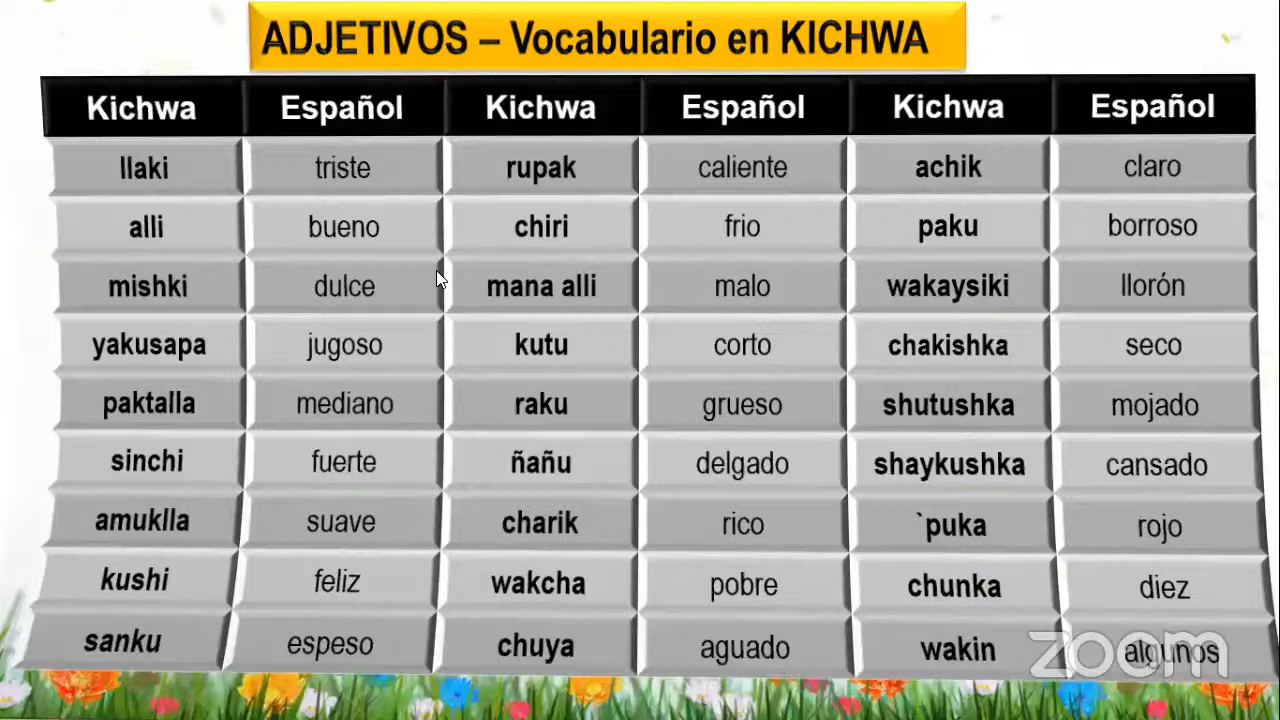 ADJETIVOS – Vocabulario en KICHWA
Kichwa Español Kichwa Español Kichwa Español
llaki triste rupak caliente achik claro
alli bueno chiri frio paku borroso
mishki dulce mana alli malo wakaysiki llorón
yakusapa jugoso kutu corto chakishka seco
paktalla mediano raku grueso shutushka mojado
sinchi fuerte ñañu delgado shaykushka cansado
amuklla suave charik rico `puka rojo
kushi feliz wakcha pobre chunka diez
sanku espeso chuya aguado wakin algunos
zoom